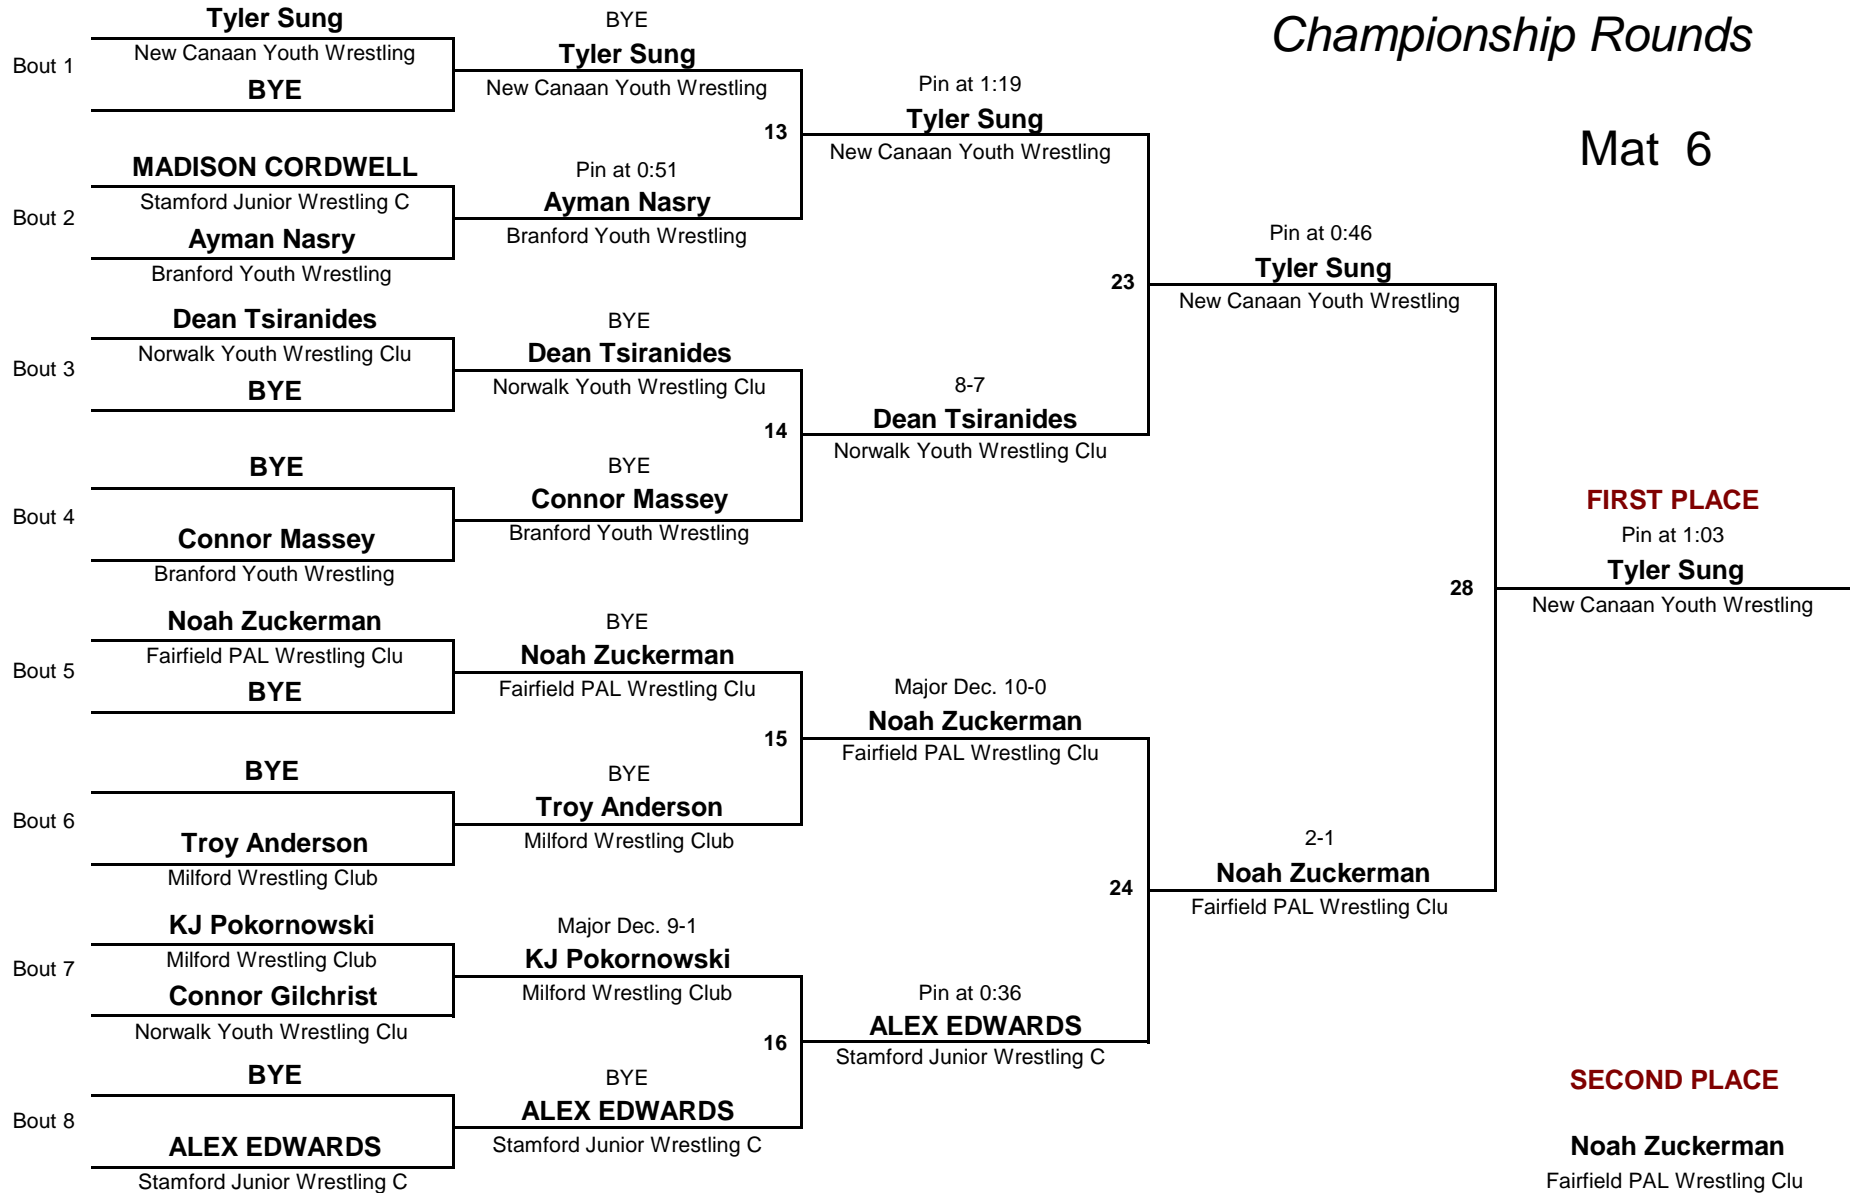 Championship Rounds
Mat 6
Bout 1
Tyler Sung
New Canaan Youth Wrestling
BYE
Bout 2
MADISON CORDWELL
Stamford Junior Wrestling C
Ayman Nasry
Branford Youth Wrestling
Bout 3
Dean Tsiranides
Norwalk Youth Wrestling Clu
BYE
Bout 4
BYE
Connor Massey
Branford Youth Wrestling
Bout 5
Noah Zuckerman
Fairfield PAL Wrestling Clu
BYE
Bout 6
BYE
Troy Anderson
Milford Wrestling Club
Bout 7
KJ Pokornowski
Milford Wrestling Club
Connor Gilchrist
Norwalk Youth Wrestling Clu
Bout 8
BYE
ALEX EDWARDS
Stamford Junior Wrestling C
BYE
Tyler Sung
New Canaan Youth Wrestling
13
Pin at 0:51
Ayman Nasry
Branford Youth Wrestling
BYE
Dean Tsiranides
Norwalk Youth Wrestling Clu
14
BYE
Connor Massey
Branford Youth Wrestling
BYE
Noah Zuckerman
Fairfield PAL Wrestling Clu
15
BYE
Troy Anderson
Milford Wrestling Club
Major Dec. 9-1
KJ Pokornowski
Milford Wrestling Club
16
BYE
ALEX EDWARDS
Stamford Junior Wrestling C
Pin at 1:19
Tyler Sung
New Canaan Youth Wrestling
23
8-7
Dean Tsiranides
Norwalk Youth Wrestling Clu
Major Dec. 10-0
Noah Zuckerman
Fairfield PAL Wrestling Clu
24
Pin at 0:36
ALEX EDWARDS
Stamford Junior Wrestling C
Pin at 0:46
Tyler Sung
New Canaan Youth Wrestling
28
2-1
Noah Zuckerman
Fairfield PAL Wrestling Clu
FIRST PLACE
Pin at 1:03
Tyler Sung
New Canaan Youth Wrestling
SECOND PLACE
Noah Zuckerman
Fairfield PAL Wrestling Clu